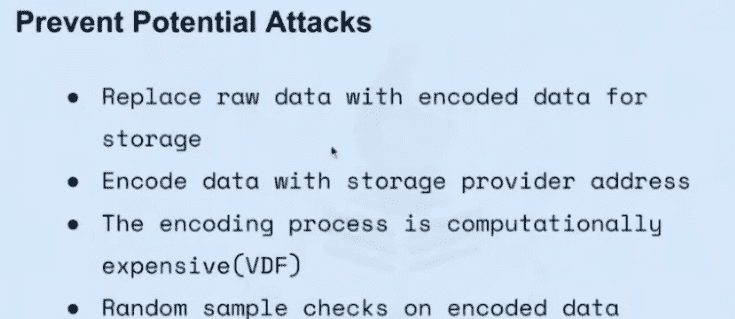 Prevent Potential Attacks
● Replace raw data with encoded data for
storage
● Encode data with storage provider address
● The encoding process is computationally
expensive(VDF)
● Random sample checks on encoded data